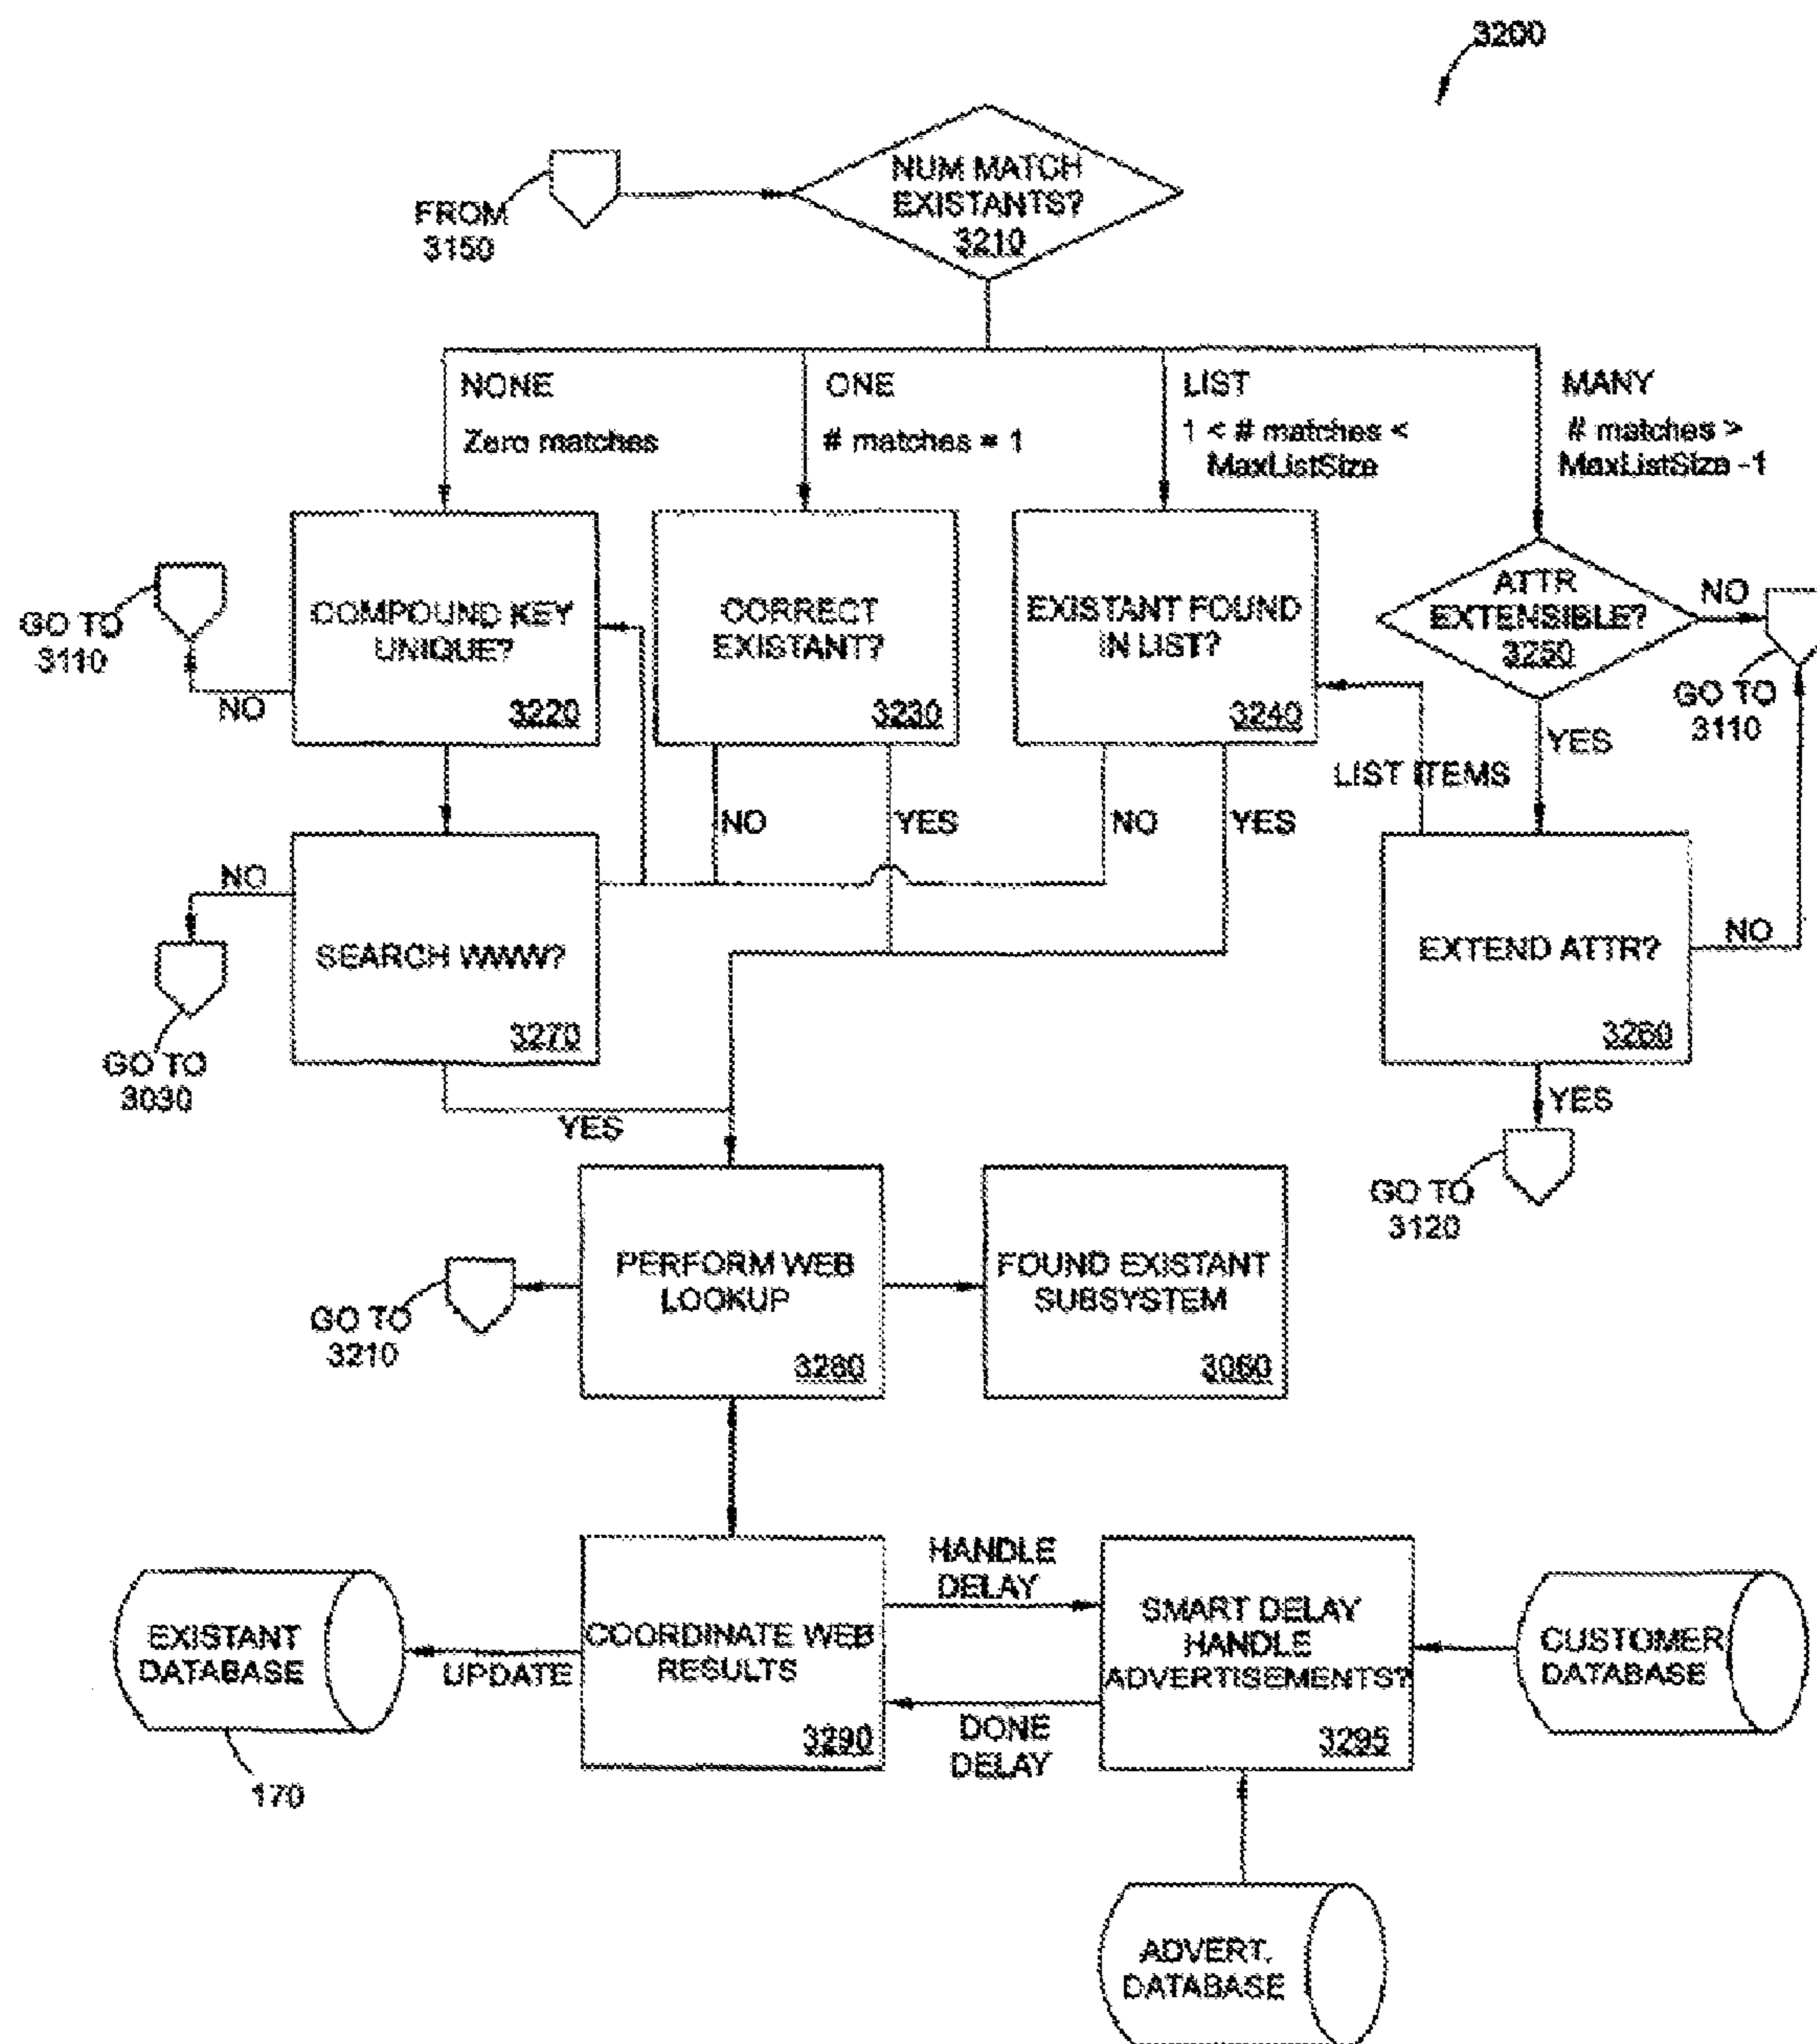 3200
NUM MATCH
EXISTANTS?
3210
FROM
3150
NONE
Zero matches
ONE
# matches = 1
LIST
1 < # matches <
MaxListSize
MANY
# matches >
MaxListSize -1
GO TO
3110
NO
COMPOUND KEY
UNIQUE?
3220
CORRECT
EXISTANT?
3230
EXISTANT FOUND
IN LIST?
3240
ATTR
EXTENSIBLE?
3250
NO
GO TO
3110
YES
LIST ITEMS
NO
YES
NO
YES
NO
GO TO
3030
SEARCH WWW?
3270
YES
EXTEND ATTR?
3260
NO
YES
GO TO
3120
GO TO
3210
PERFORM WEB
LOOKUP
3280
FOUND EXISTANT
SUBSYSTEM
3060
EXISTANT
DATABASE
170
UPDATE
COORDINATE WEB
RESULTS
3290
HANDLE
DELAY
DONE
DELAY
SMART DELAY
HANDLE
ADVERTISEMENTS?
3295
CUSTOMER
DATABASE
ADVERT.
DATABASE